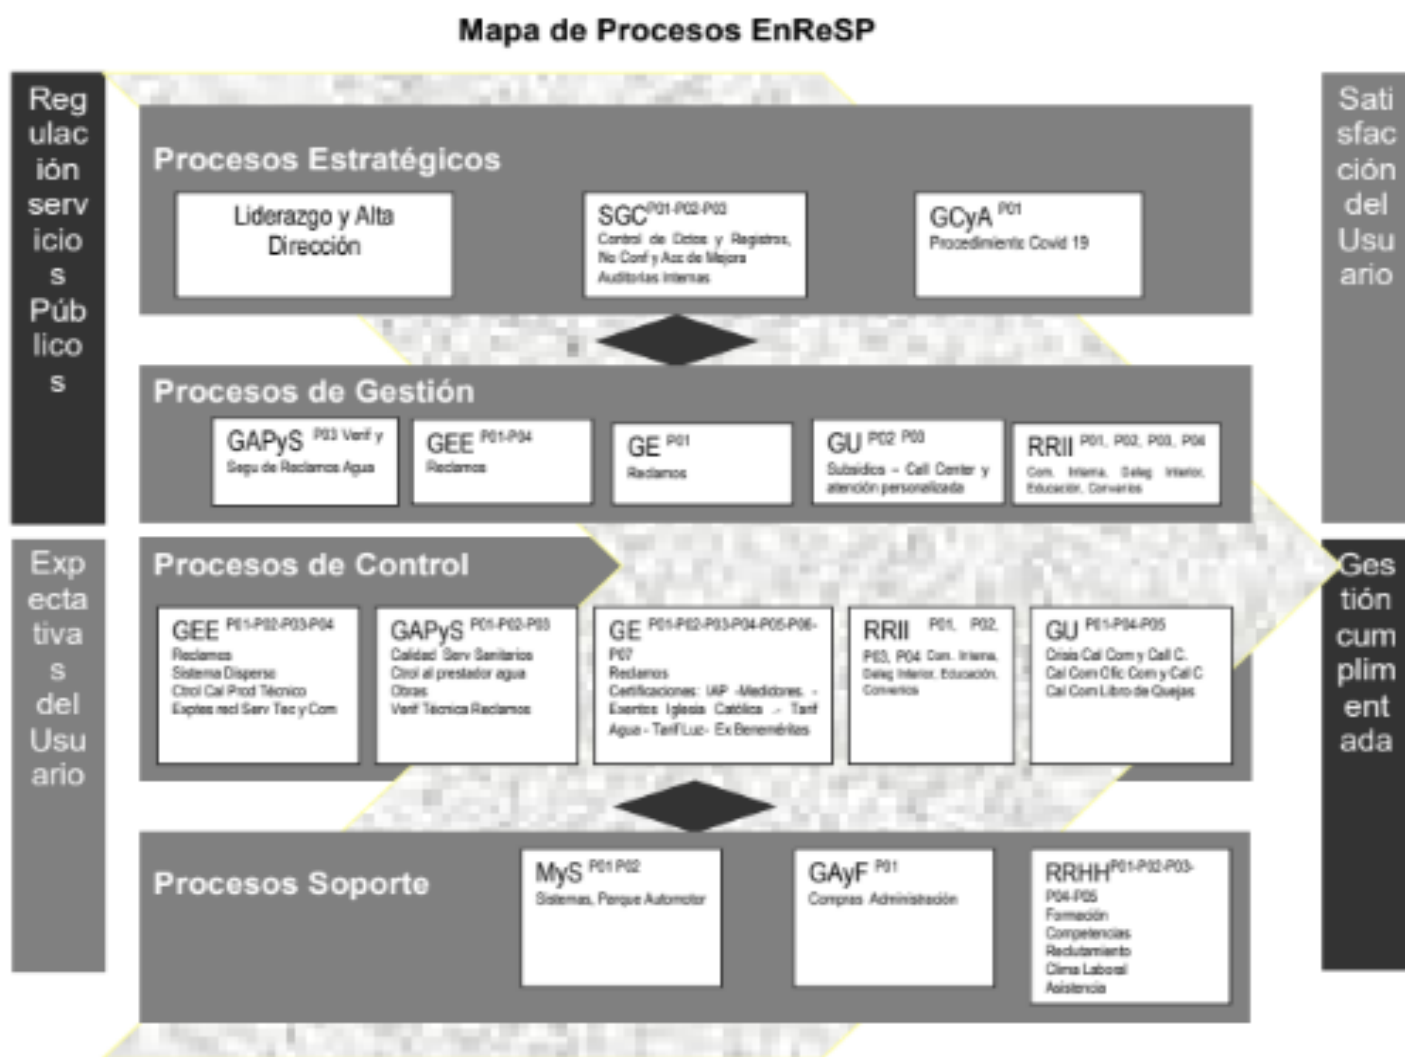 Mapa de Procesos EnReSP
Reg
ulac
ión
serv
icio
s
Púb
lico
s
Exp
ecta
tiva
s
del
Usu
ario
Procesos Estratégicos
Liderazgo y Alta
Dirección
SGC P01-P02-P03
Control de Dctos y Registros,
No Conf y Acc de Mejora
Auditorías Internas
GCyA P01
Procedimiento Covid 19
Procesos de Gestión
GAPyS P03 Verif y
Segu de Reclamos Agua
GEE P01-P04
Reclamos
GE P01
Reclamos
GU P02 P03
Subsidios – Call Center y
atención personalizada
RRII P01, P02, P03, P04
Com. Interna, Deleg Interior,
Educación, Convenios
Procesos de Control
GEE P01-P02-P03-P04
Reclamos
Sistema Disperso
Ctrol Cal Prod Técnico
Exptes recl Serv Tec y Com
GAPyS P01-P02-P03
Calidad Serv Sanitarios
Ctrol al prestador agua
Obras
Verif Técnica Reclamos
GE P01-P02-P03-P04-P05-P06-
P07
Reclamos
Certificaciones: IAP -Medidores. -
Exentos Iglesia Católica - Tarif
Agua - Tarif Luz- Ex Beneméritas
RRII P01, P02,
P03, P04 Com. Interna,
Deleg Interior, Educación,
Convenios
GU P01-P04-P05
Crisis Cal Com y Call C.
Cal Com Ofic Com y Cal C
Cal Com Libro de Quejas
Procesos Soporte
MyS P01 P02
Sistemas, Parque Automotor
GAyF P01
Compras Administración
RRHH P01-P02-P03-
P04-P05
Formación
Competencias
Reclutamiento
Clima Laboral
Asistencia
Sati
sfac
ción
del
Usu
ario
Ges
tión
cum
plim
ent
ada